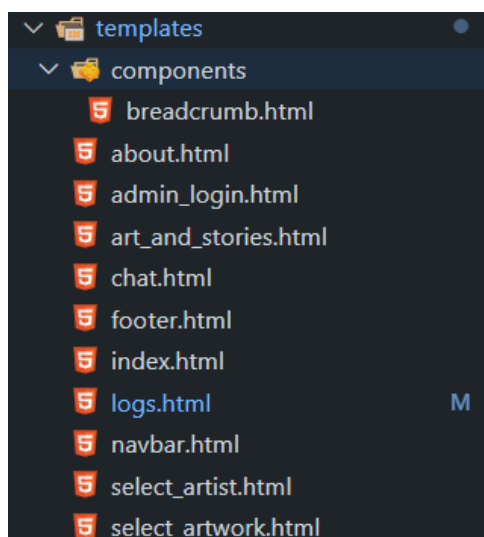 templates
components
breadcrumb.html
about.html
admin_login.html
art_and_stories.html
chat.html
footer.html
index.html
logs.html M
navbar.html
select_artist.html
select_artwork.html